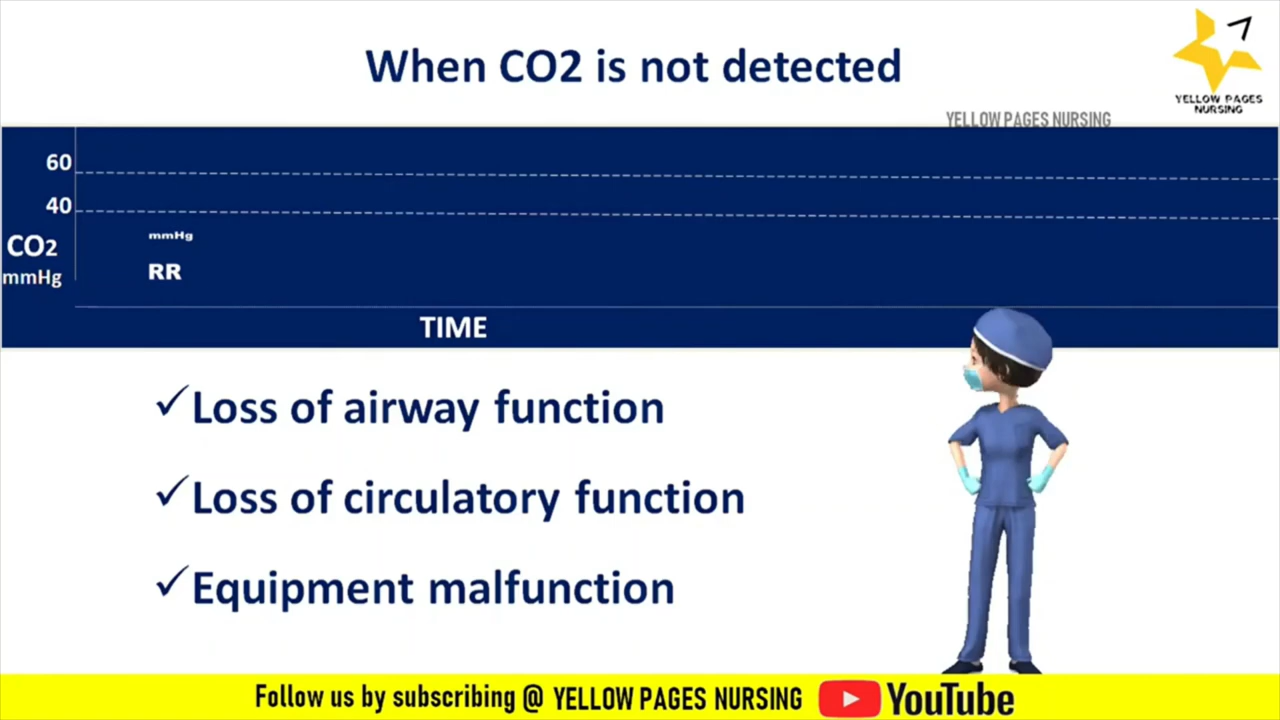 When CO2 is not detected
YELLOW PAGES
NURSING
YELLOW PAGES NURSING
60
40
CO2
mmHg
mmHg
RR
TIME
✓Loss of airway function
✓Loss of circulatory function
✓Equipment malfunction
Follow us by subscribing @ YELLOW PAGES NURSING YouTube